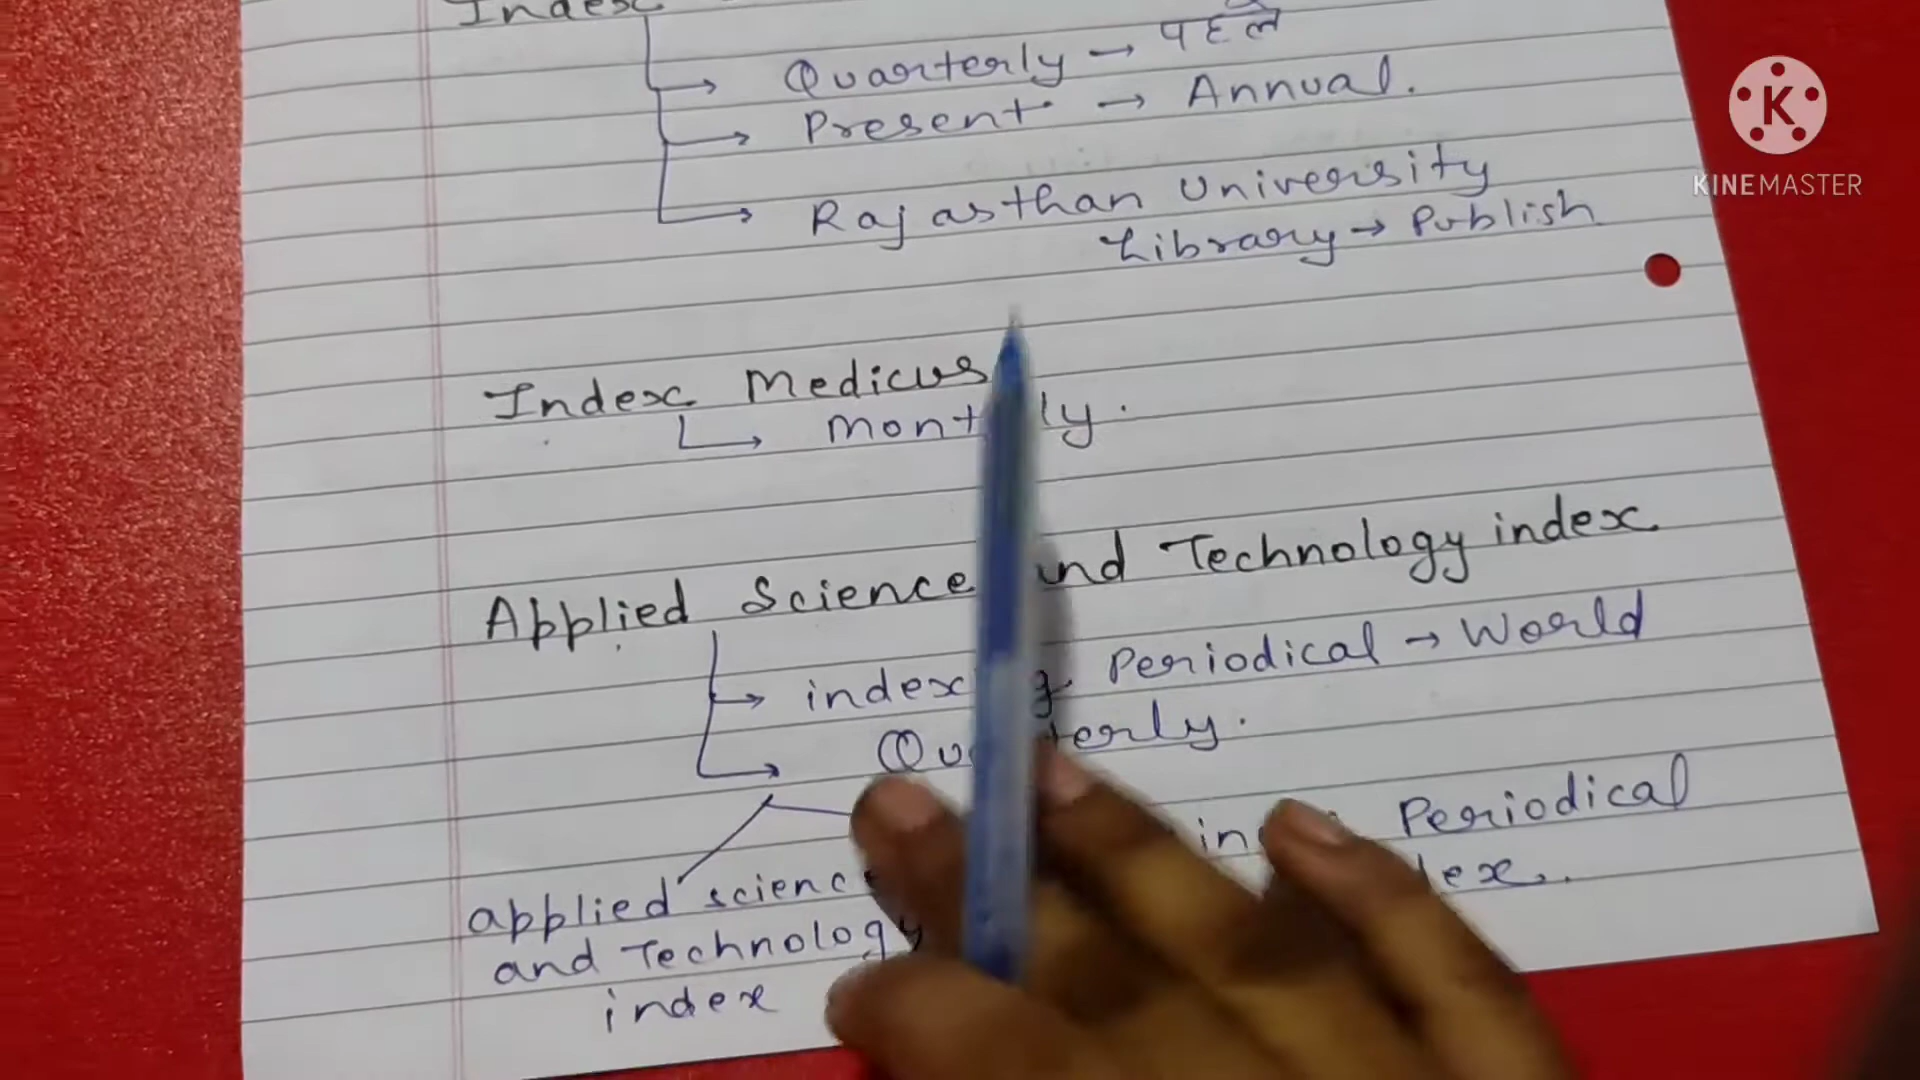 Index
Quarterly → पहले
Present → Annual.
Rajasthan University
Library → Publish
Index Medicus
Monthly.
Applied Science and Technology index
indexing Periodical → World
Quarterly.
Periodical
applied science
and Technology
index
K
KINEMASTER